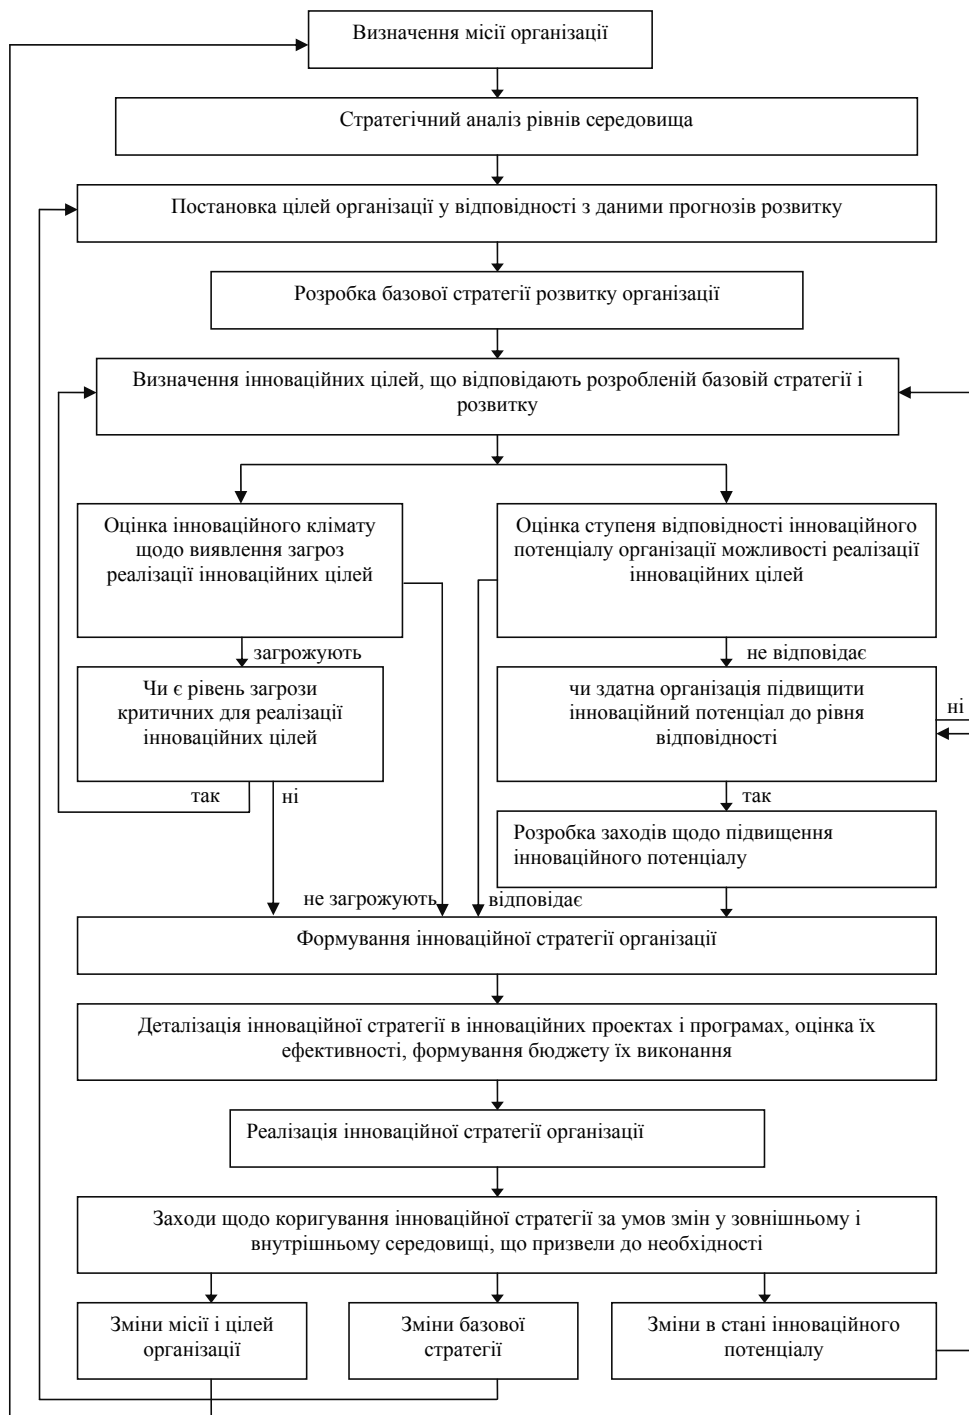 Визначення місії організації
Стратегічний аналіз рівнів середовища
Постановка цілей організації у відповідності з даними прогнозів розвитку
Розробка базової стратегії розвитку організації
Визначення інноваційних цілей, що відповідають розробленій базовій стратегії і
розвитку
Оцінка інноваційного клімату
щодо виявлення загроз
реалізації інноваційних цілей
Оцінка ступеня відповідності інноваційного
потенціалу організації можливості реалізації
інноваційних цілей
загрожують
не відповідає
Чи є рівень загрози
критичних для реалізації
інноваційних цілей
чи здатна організація підвищити
інноваційний потенціал до рівня
відповідності
ні
так
ні
так
Розробка заходів щодо підвищення
інноваційного потенціалу
не загрожують
відповідає
Формування інноваційної стратегії організації
Деталізація інноваційної стратегії в інноваційних проектах і програмах, оцінка їх
ефективності, формування бюджету їх виконання
Реалізація інноваційної стратегії організації
Заходи щодо коригування інноваційної стратегії за умов змін у зовнішньому і
внутрішньому середовищі, що призвели до необхідності
Зміни місії і цілей
організації
Зміни базової
стратегії
Зміни в стані інноваційного
потенціалу